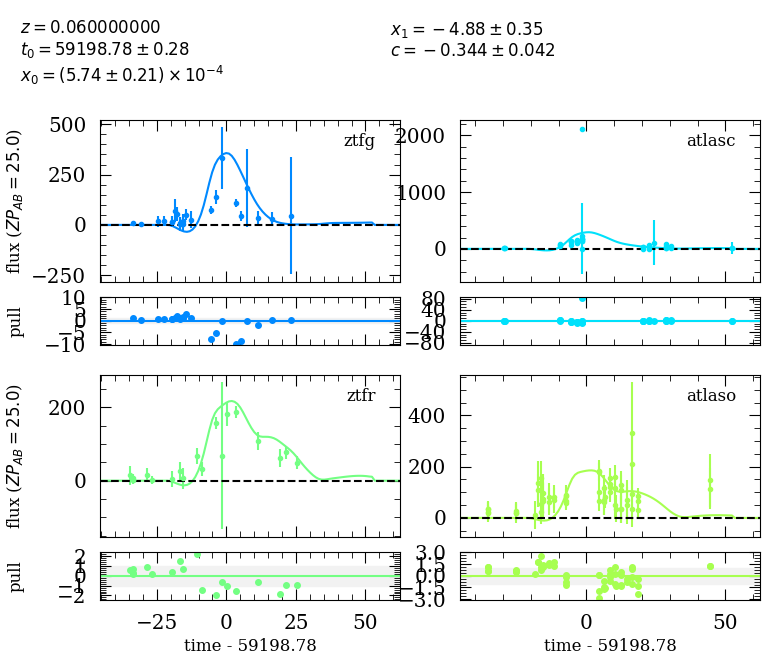 z = 0.060000000
t₀ = 59198.78 ± 0.28
x₀ = (5.74 ± 0.21) × 10⁻⁴
x₁ = −4.88 ± 0.35
c = −0.344 ± 0.042
500
250
0
−250
flux (ZP_AB = 25.0)
ztfg
2000
1000
0
atlasc
10
5
0
−5
−10
pull
80
40
0
−40
−80
200
0
flux (ZP_AB = 25.0)
ztfr
400
200
0
atlaso
2
1
0
−1
−2
pull
−25
0
25
50
time - 59198.78
3.0
1.5
0.0
−1.5
−3.0
0
50
time - 59198.78